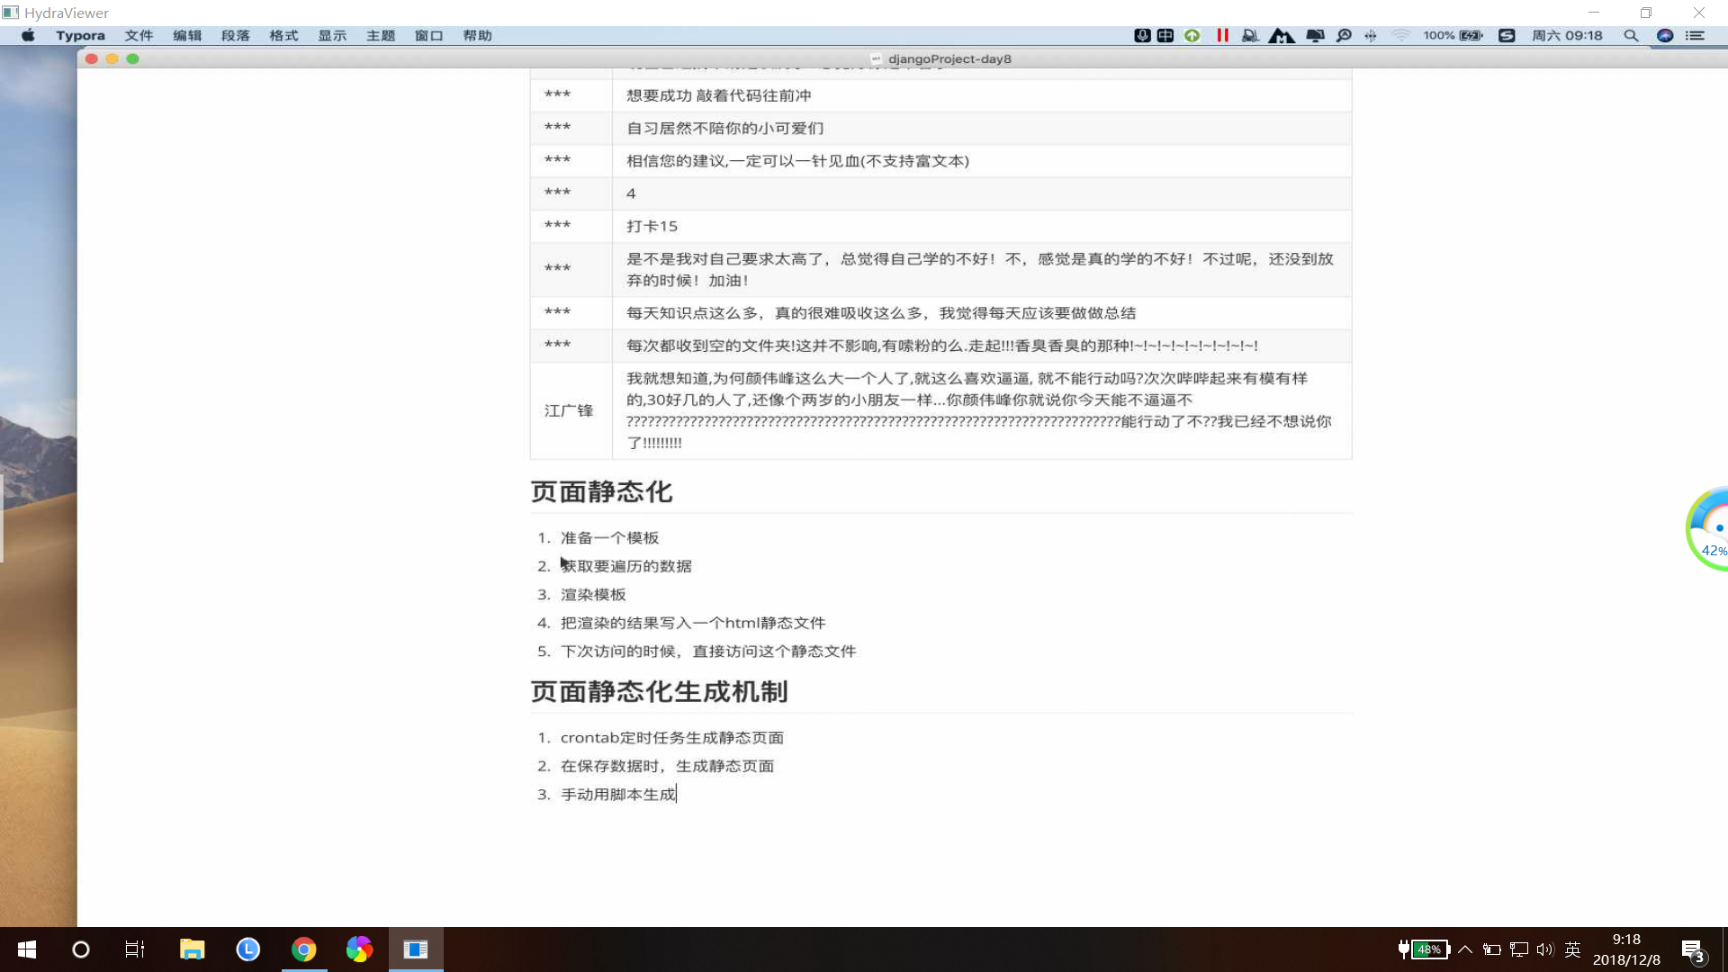 HydraViewer
Typora 文件 编辑 段落 格式 显示 主题 窗口 帮助 100% 周六 09:18
djangoProject-day8
*** 想要成功 敲着代码往前冲
*** 自习居然不陪你的小可爱们
*** 相信您的建议,一定可以一针见血(不支持富文本)
*** 4
*** 打卡15
*** 是不是我对自己要求太高了，总觉得自己学的不好！不，感觉是真的学的不好！不过呢，还没到放
弃的时候！加油！
*** 每天知识点这么多，真的很难吸收这么多，我觉得每天应该要做做总结
*** 每次都收到空的文件夹!这并不影响,有嗦粉的么.走起!!!香臭香臭的那种!~!~!~!~!~!~!~!~!~!
我就想知道,为何颜伟峰这么大一个人了,就这么喜欢逼逼, 就不能行动吗?次次哔哔起来有模有样
的,30好几的人了,还像个两岁的小朋友一样...你颜伟峰你就说你今天能不逼逼不
江广锋
??????????????????????????????????????????????????????????????????????能行动了不??我已经不想说你
了!!!!!!!!!
页面静态化
1. 准备一个模板
2. 获取要遍历的数据
3. 渲染模板
4. 把渲染的结果写入一个html静态文件
5. 下次访问的时候，直接访问这个静态文件
页面静态化生成机制
1. crontab定时任务生成静态页面
2. 在保存数据时，生成静态页面
3. 手动用脚本生成
42%
48% 英 9:18
2018/12/8 3